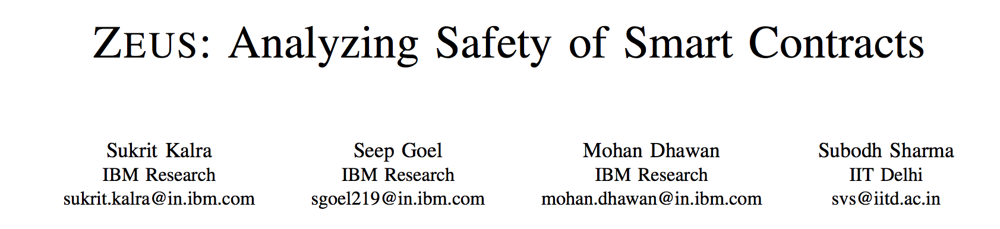 ZEUS: Analyzing Safety of Smart Contracts
Sukrit Kalra
IBM Research
sukrit.kalra@in.ibm.com
Seep Goel
IBM Research
sgoel219@in.ibm.com
Mohan Dhawan
IBM Research
mohan.dhawan@in.ibm.com
Subodh Sharma
IIT Delhi
svs@iitd.ac.in